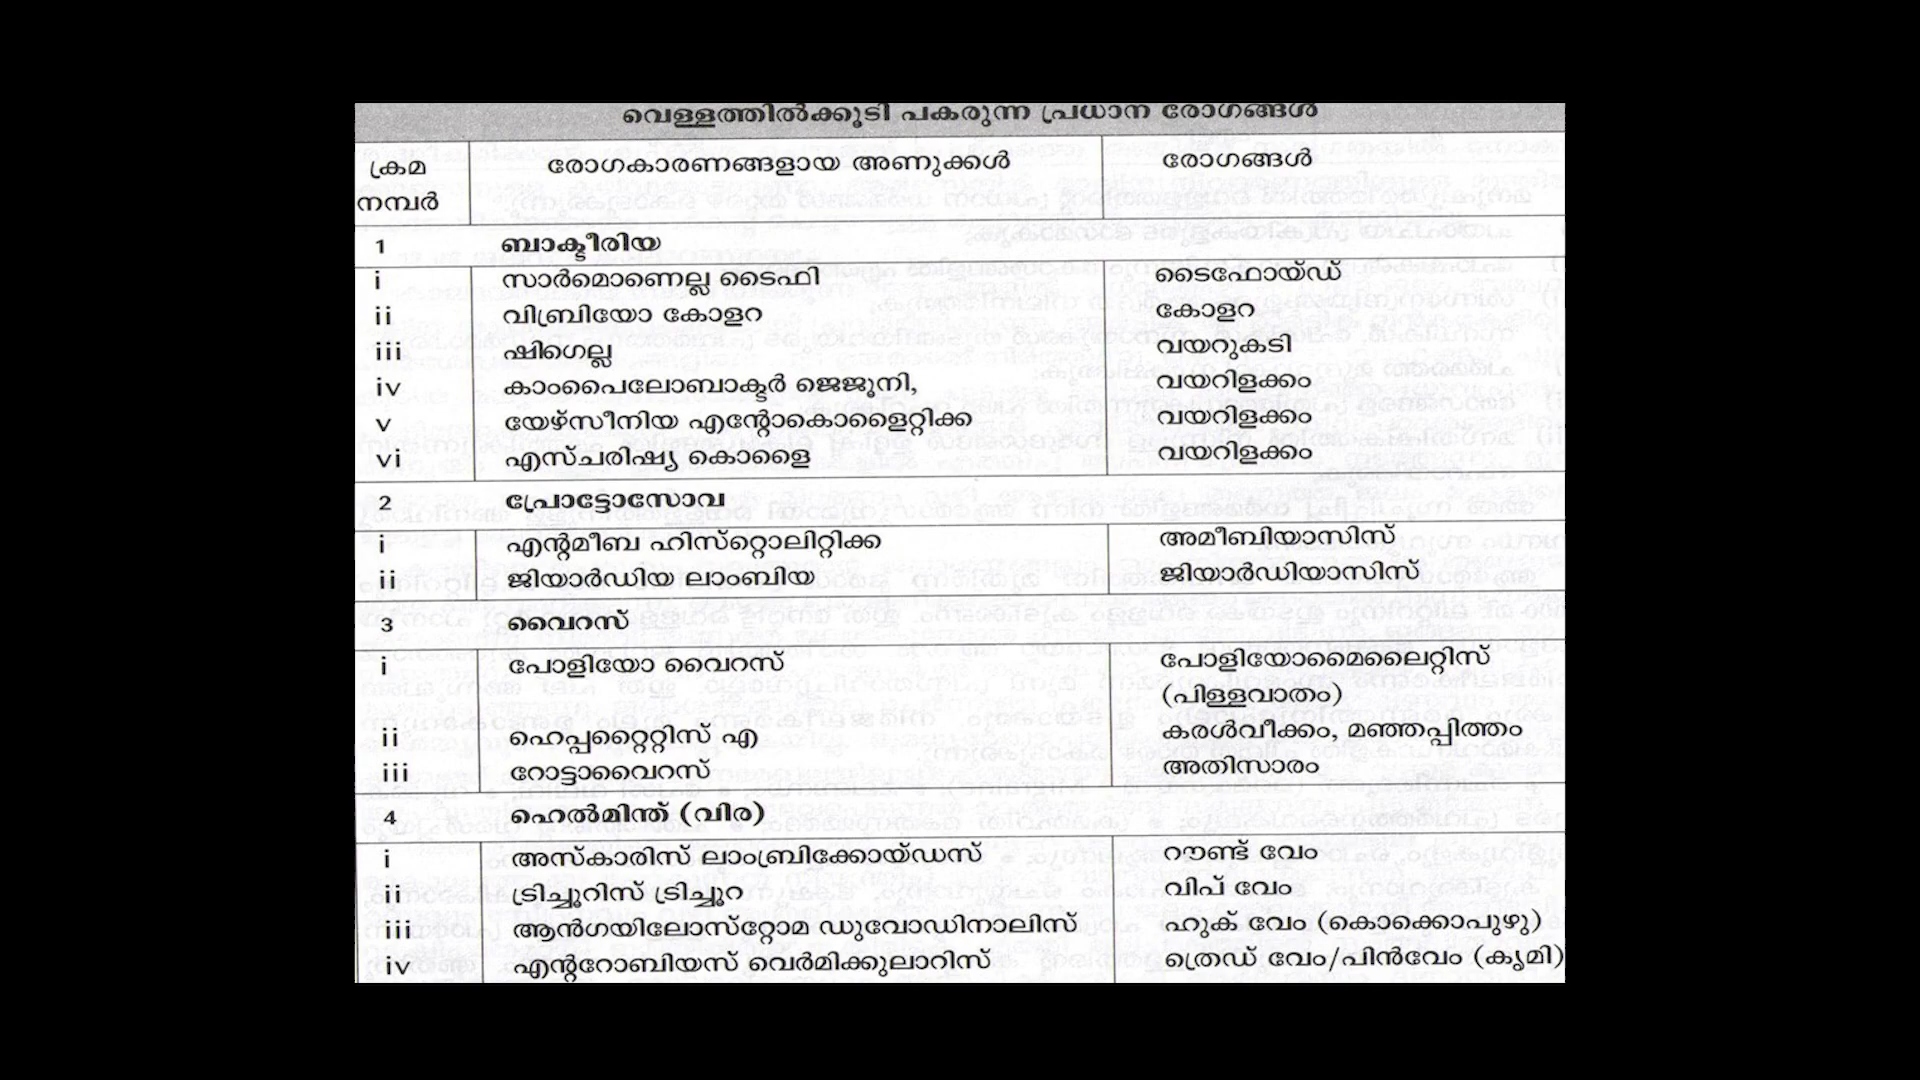 വെള്ളത്തിൽക്കൂടി പകരുന്ന പ്രധാന രോഗങ്ങൾ
ക്രമ നമ്പർ രോഗകാരണങ്ങളായ അണുക്കൾ രോഗങ്ങൾ
1 ബാക്ടീരിയ
i സാർമൊണെല്ല ടൈഫി ടൈഫോയ്ഡ്
ii വിബ്രിയോ കോളറ കോളറ
iii ഷിഗെല്ല വയറുകടി
iv കാംപൈലോബാക്ടർ ജെജൂനി, വയറിളക്കം
v യേഴ്സീനിയ എന്റോകൊളൈറ്റിക്ക വയറിളക്കം
vi എസ്ചരിഷ്യ കൊളൈ വയറിളക്കം
2 പ്രോട്ടോസോവ
i എന്റമീബ ഹിസ്റ്റൊലിറ്റിക്ക അമീബിയാസിസ്
ii ജിയാർഡിയ ലാംബിയ ജിയാർഡിയാസിസ്
3 വൈറസ്
i പോളിയോ വൈറസ് പോളിയോമൈലൈറ്റിസ്
(പിള്ളവാതം)
ii ഹെപ്പറ്റൈറ്റിസ് എ കരൾവീക്കം, മഞ്ഞപ്പിത്തം
iii റോട്ടാവൈറസ് അതിസാരം
4 ഹെൽമിന്ത് (വിര)
i അസ്കാരിസ് ലാംബ്രിക്കോയ്ഡസ് റൗണ്ട് വേം
ii ട്രിച്ചൂറിസ് ട്രിച്ചൂറ വിപ് വേം
iii ആൻഗയിലോസ്റ്റോമ ഡുവോഡിനാലിസ് ഹുക് വേം (കൊക്കൊപുഴു)
iv എന്ററോബിയസ് വെർമിക്കുലാറിസ് ത്രെഡ് വേം/പിൻവേം (കൃമി)